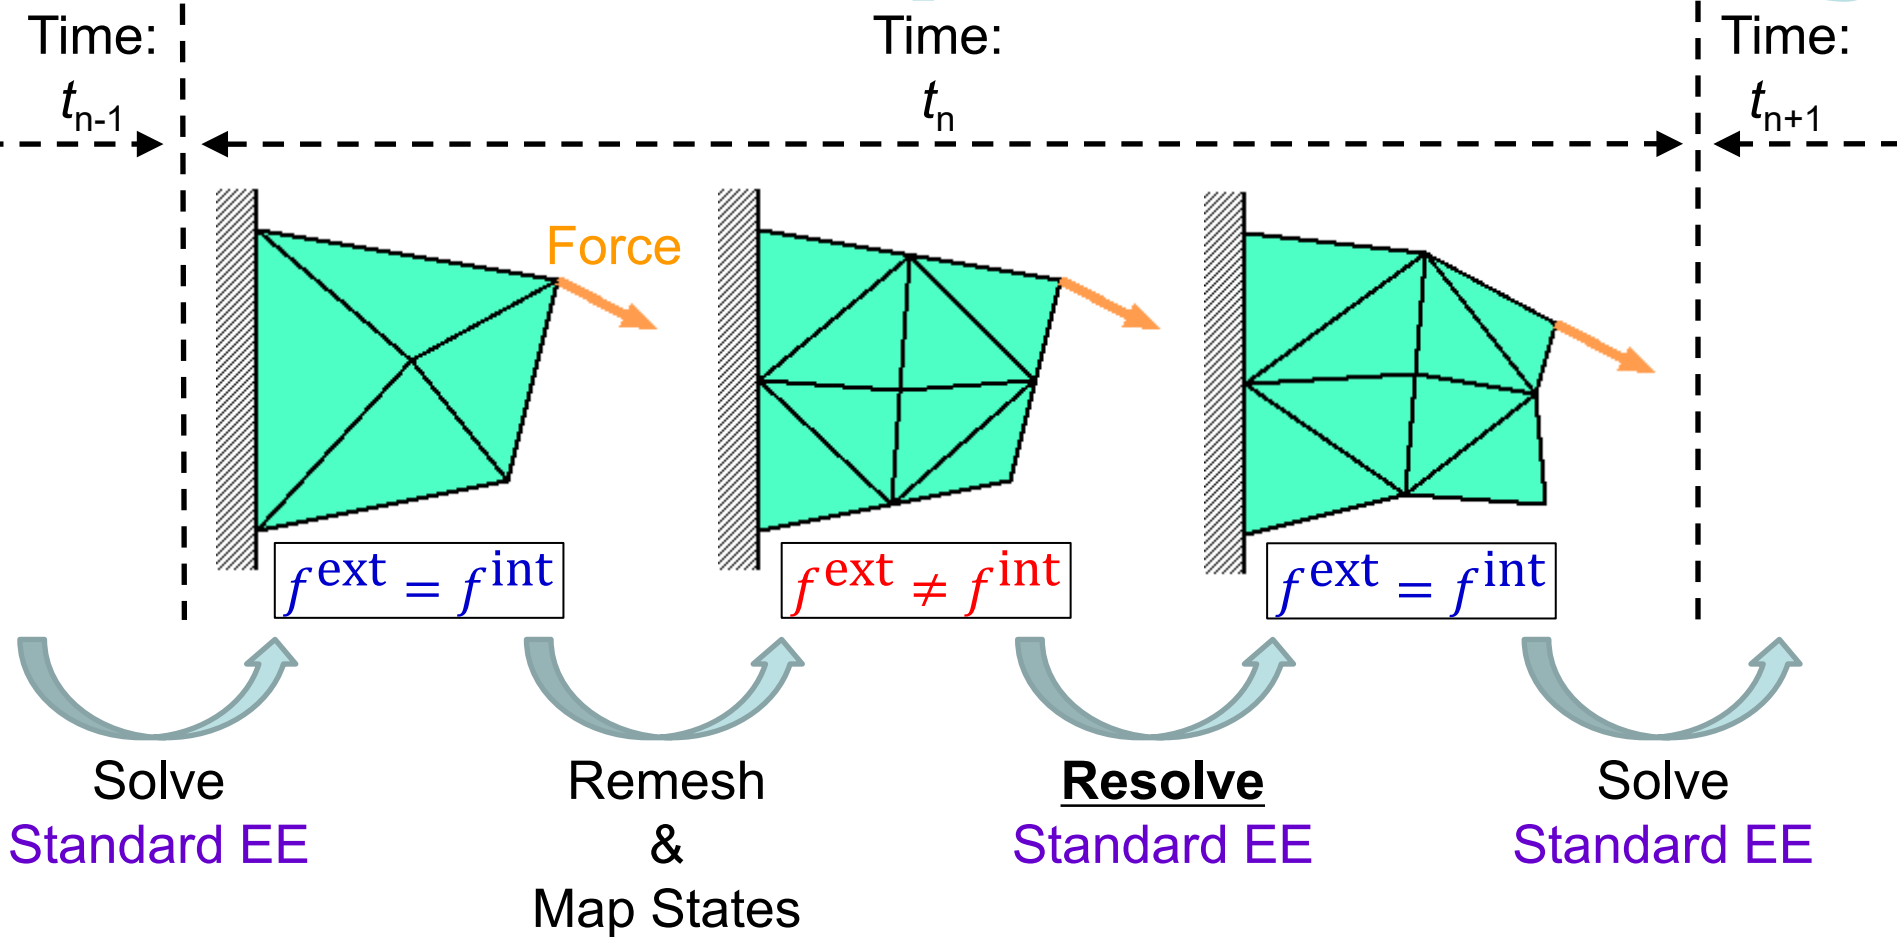 Time:
t n-1
Time:
t n
Time:
t n+1
Force
f ext = f int
f ext ≠ f int
f ext = f int
Solve
Standard EE
Remesh
&
Map States
Resolve
Standard EE
Solve
Standard EE